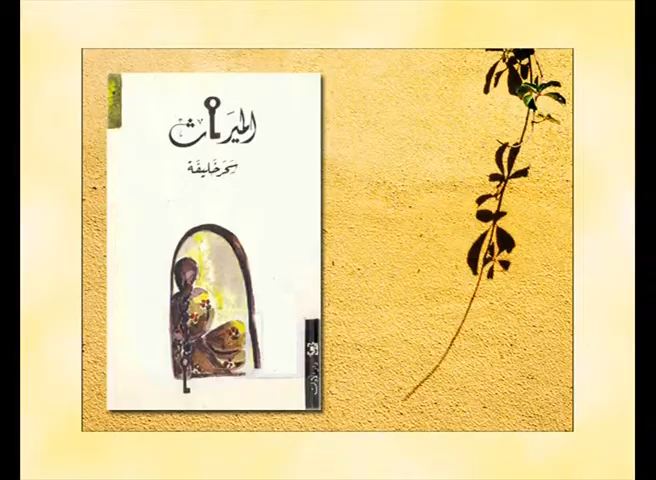 الميراث
سحر خليفة